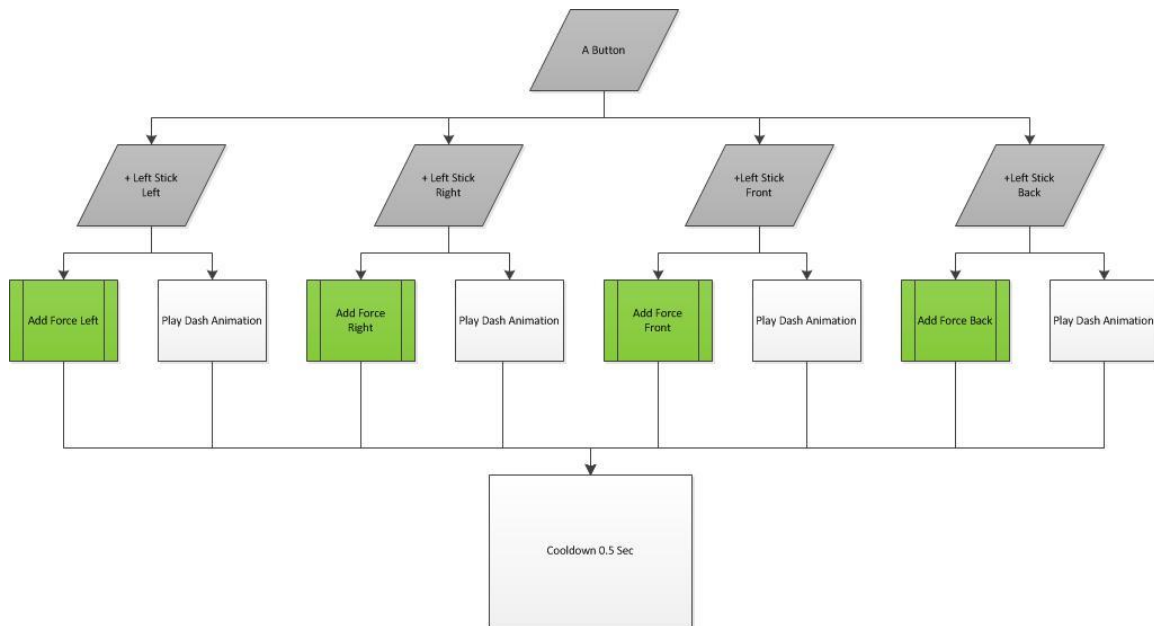 A Button
+ Left Stick
Left
+ Left Stick
Right
+Left Stick
Front
+Left Stick
Back
Add Force Left
Play Dash Animation
Add Force
Right
Play Dash Animation
Add Force
Front
Play Dash Animation
Add Force Back
Play Dash Animation
Cooldown 0.5 Sec